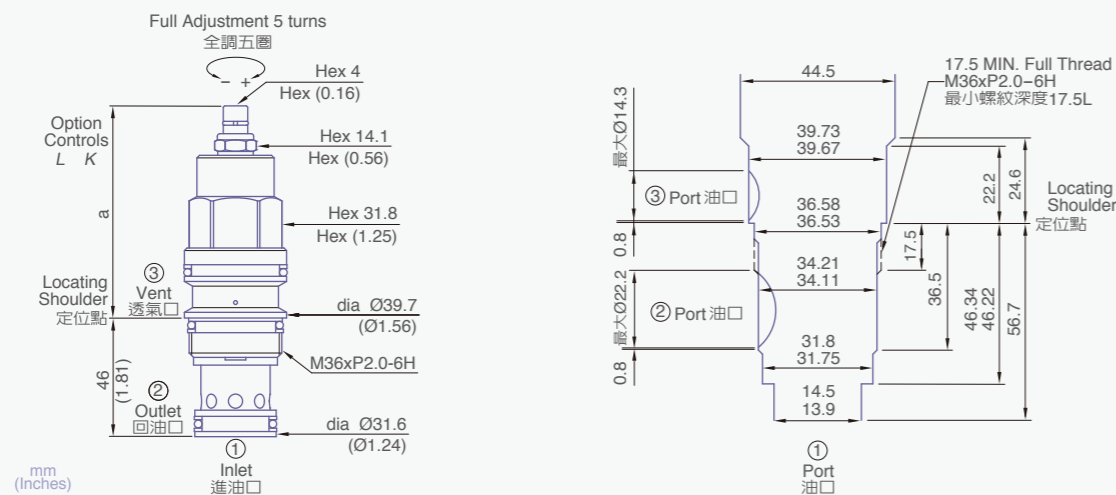 Full Adjustment 5 turns
全調五圈
− +
Hex 4
Hex (0.16)
Option
Controls
L K
Hex 14.1
Hex (0.56)
a
Hex 31.8
Hex (1.25)
Locating
Shoulder
定位點
③
Vent
透氣口
dia Ø39.7
(Ø1.56)
M36xP2.0-6H
46
(1.81)
②
Outlet
回油口
dia Ø31.6
(Ø1.24)
①
Inlet
進油口
mm
(Inches)
44.5
17.5 MIN. Full Thread
M36xP2.0-6H
最小螺紋深度17.5L
最大Ø14.3
39.73
39.67
22.2
24.6
③ Port 油口
36.58
36.53
Locating
Shoulder
定位點
0.8
17.5
34.21
34.11
36.5
最大Ø22.2
② Port 油口
46.34
46.22
56.7
31.8
31.75
0.8
14.5
13.9
①
Port
油口